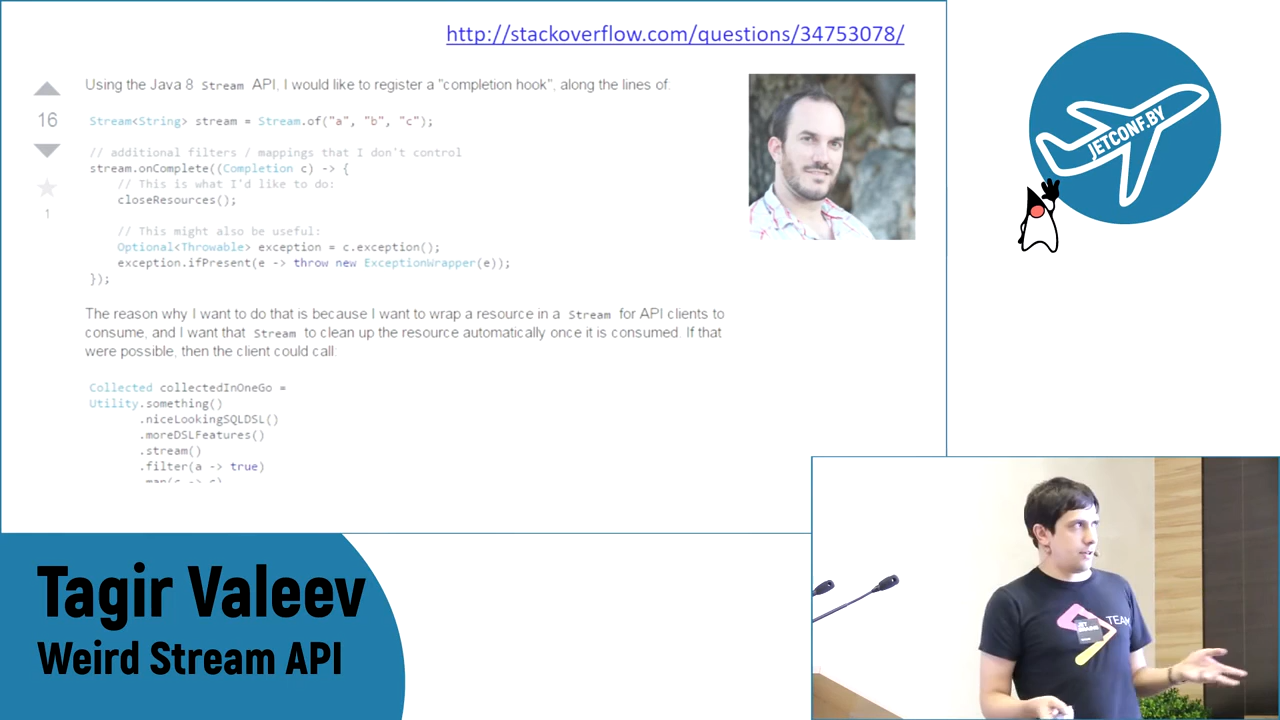 http://stackoverflow.com/questions/34753078/
Using the Java 8 Stream API, I would like to register a "completion hook", along the lines of:
16
1
Stream<String> stream = Stream.of("a", "b", "c");
// additional filters / mappings that I don't control
stream.onComplete((Completion c) -> {
// This is what I'd like to do:
closeResources();
// This might also be useful:
Optional<Throwable> exception = c.exception();
exception.ifPresent(e -> throw new ExceptionWrapper(e));
});
The reason why I want to do that is because I want to wrap a resource in a Stream for API clients to
consume, and I want that Stream to clean up the resource automatically once it is consumed. If that
were possible, then the client could call:
Collected collectedInOneGo =
Utility.something()
.niceLookingSQLDSL()
.moreDSLFeatures()
.stream()
.filter(a -> true)
JETCONF.BY
Tagir Valeev
Weird Stream API
JET
BRAINS
TEAM